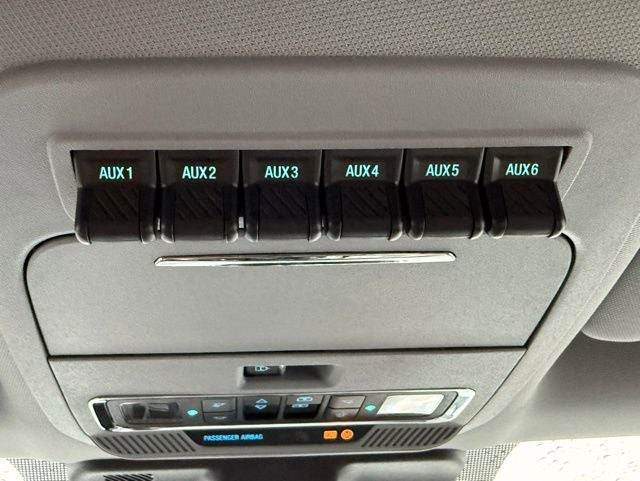 AUX1 AUX2 AUX3 AUX4 AUX5 AUX6
PASSENGER AIRBAG